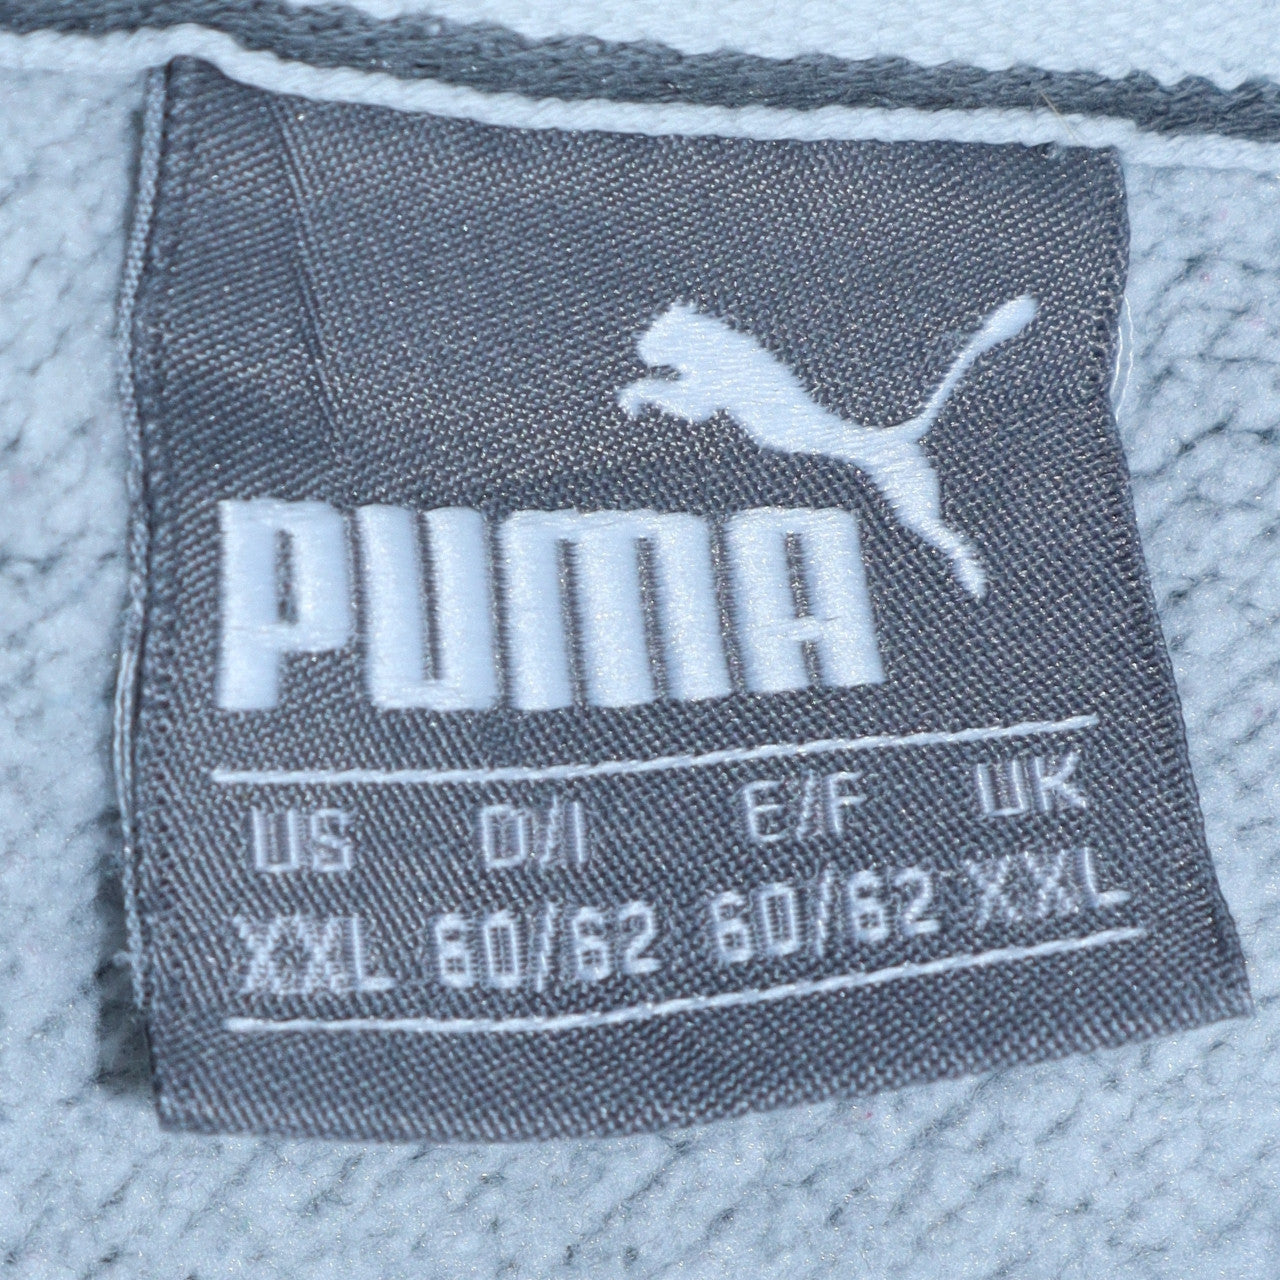 PUMA
US D/I E/F UK
XXL 60/62 60/62 XXL